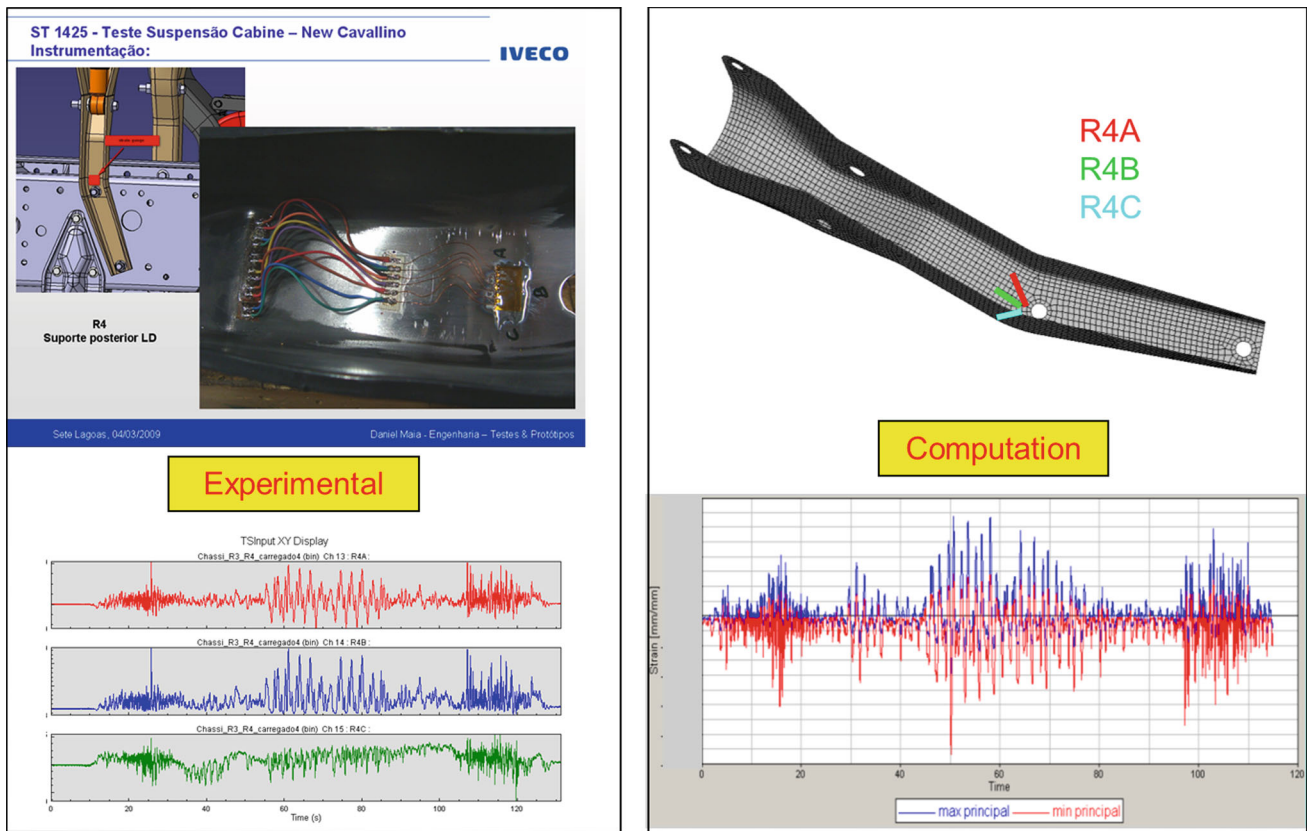 ST 1425 - Teste Suspensão Cabine – New Cavallino
Instrumentação:
IVECO
A
B
C
R4
Suporte posterior LD
Sete Lagoas, 04/03/2009
Daniel Maia - Engenharia – Testes & Protótipos
Experimental
TSInput XY Display
Chassi_R3_R4_carregado4 (bin) Ch 13 : R4A :
Chassi_R3_R4_carregado4 (bin) Ch 14 : R4B :
Chassi_R3_R4_carregado4 (bin) Ch 15 : R4C :
0 20 40 60 80 100 120
Time (s)
R4A
R4B
R4C
Computation
Strain [mm/mm]
0 20 40 60 80 100 120
Time
max principal min principal